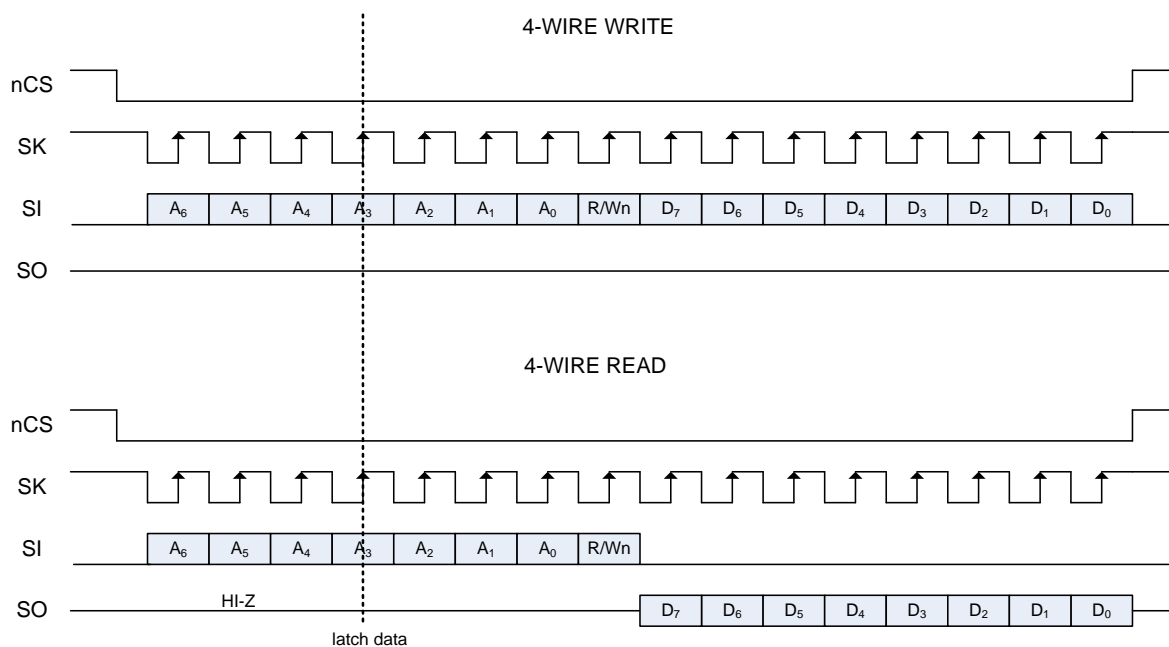 4-WIRE WRITE
nCS
SK
SI A₆ A₅ A₄ A₃ A₂ A₁ A₀ R/Wn D₇ D₆ D₅ D₄ D₃ D₂ D₁ D₀
SO
4-WIRE READ
nCS
SK
SI A₆ A₅ A₄ A₃ A₂ A₁ A₀ R/Wn
SO HI-Z D₇ D₆ D₅ D₄ D₃ D₂ D₁ D₀
latch data